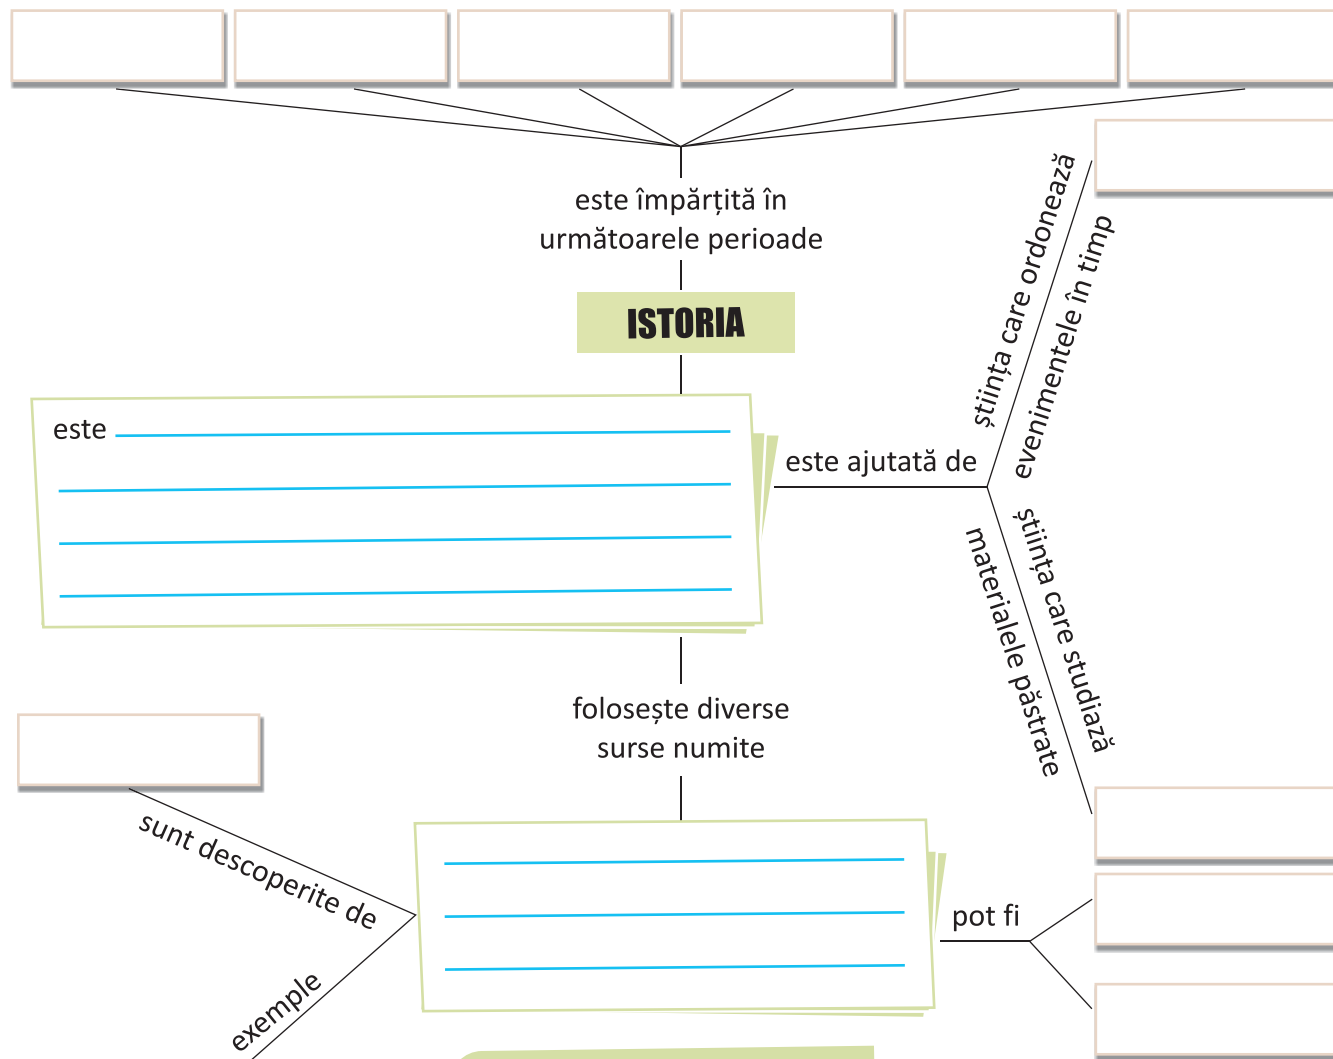 este împărțită în
următoarele perioade
ISTORIA
știința care ordonează
evenimentele în timp
este
este ajutată de
știința care studiază
materialele păstrate
folosește diverse
surse numite
sunt descoperite de
pot fi
exemple